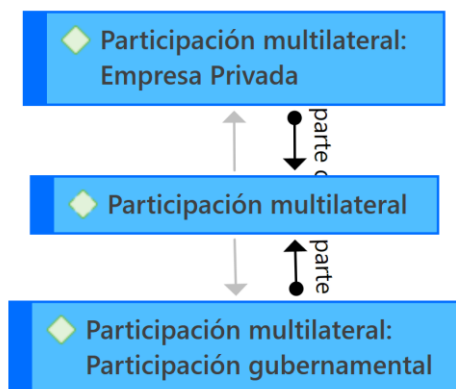 Participación multilateral:
Empresa Privada
parte
Participación multilateral
parte
Participación multilateral:
Participación gubernamental